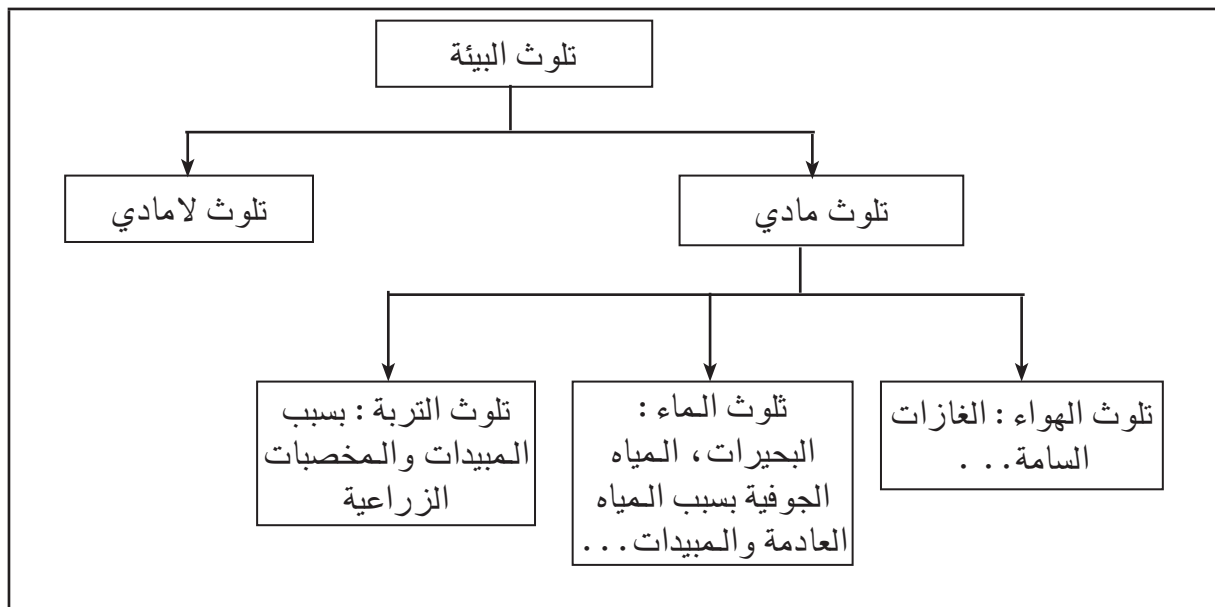 تلوث البيئة
تلوث مادي
تلوث لامادي
تلوث الهواء : الغازات
السامة...
ثلوث الماء :
البحيرات، المياه
الجوفية بسبب المياه
العادمة والمبيدات...
تلوث التربة : بسبب
المبيدات والمخصبات
الزراعية